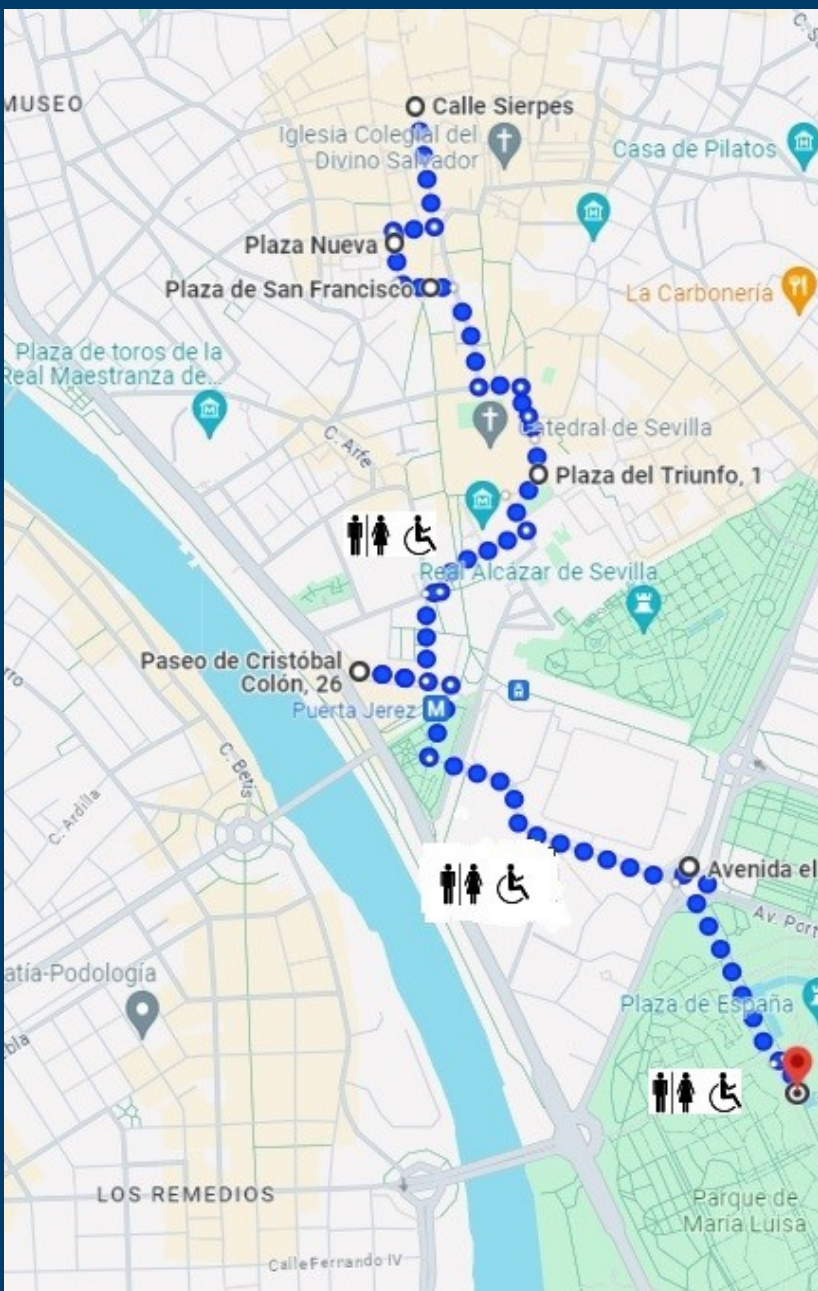 MUSEO
Calle Sierpes
Iglesia Colegial del
Divino Salvador
Casa de Pilatos
Plaza Nueva
Plaza de San Francisco
La Carbonería
Plaza de toros de la
Real Maestranza de...
C. Arfe
Catedral de Sevilla
Plaza del Triunfo, 1
Real Alcázar de Sevilla
Paseo de Cristóbal
Colón, 26
Puerta Jerez
M
C. Betis
C. Ardilla
Avenida el
Av. Port
atía-Podología
Plaza de España
LOS REMEDIOS
Parque de
María Luisa
Calle Fernando IV